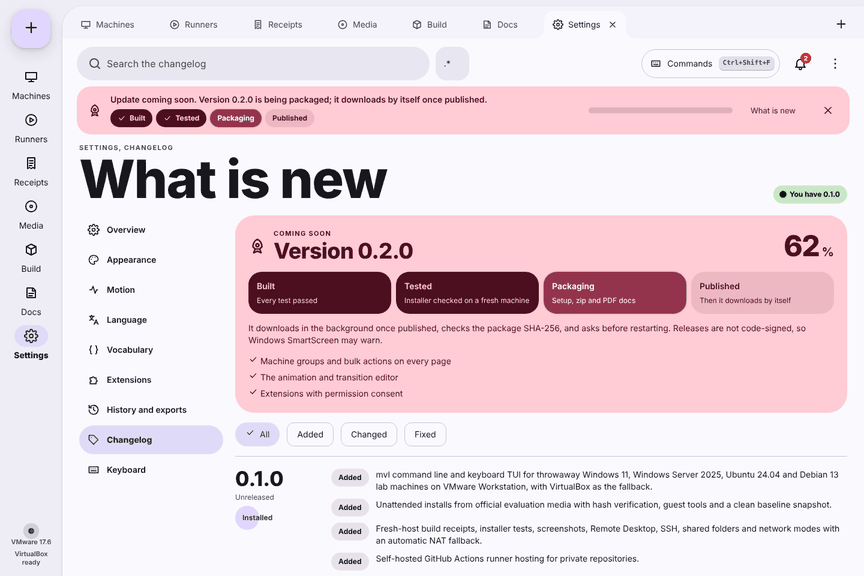 Machines
Runners
Receipts
Media
Build
Docs
Settings
Search the changelog
.*
Commands Ctrl+Shift+F
2
Machines
Runners
Receipts
Media
Build
Docs
Settings
VMware 17.6
VirtualBox
ready
Update coming soon. Version 0.2.0 is being packaged; it downloads by itself once published.
Built Tested Packaging Published
What is new
SETTINGS, CHANGELOG
What is new
You have 0.1.0
Overview
Appearance
Motion
Language
Vocabulary
Extensions
History and exports
Changelog
Keyboard
COMING SOON
Version 0.2.0
62%
Built
Every test passed
Tested
Installer checked on a fresh machine
Packaging
Setup, zip and PDF docs
Published
Then it downloads by itself
It downloads in the background once published, checks the package SHA-256, and asks before restarting. Releases are not code-signed, so
Windows SmartScreen may warn.
Machine groups and bulk actions on every page
The animation and transition editor
Extensions with permission consent
All Added Changed Fixed
0.1.0
Unreleased
Installed
Added mvl command line and keyboard TUI for throwaway Windows 11, Windows Server 2025, Ubuntu 24.04 and Debian 13
lab machines on VMware Workstation, with VirtualBox as the fallback.
Added Unattended installs from official evaluation media with hash verification, guest tools and a clean baseline snapshot.
Added Fresh-host build receipts, installer tests, screenshots, Remote Desktop, SSH, shared folders and network modes with
an automatic NAT fallback.
Added Self-hosted GitHub Actions runner hosting for private repositories.